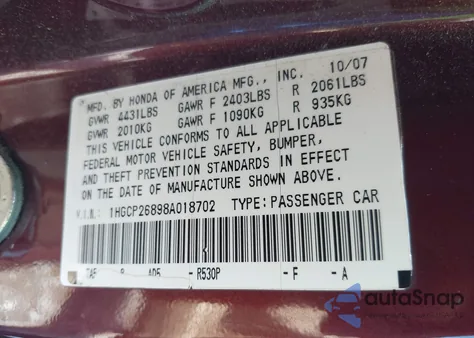 MFD. BY HONDA OF AMERICA MFG., INC. 10/07
GVWR 4431LBS GAWR F 2403LBS R 2061LBS
GVWR 2010KG GAWR F 1090KG R 935KG
THIS VEHICLE CONFORMS TO ALL APPLICABLE
FEDERAL MOTOR VEHICLE SAFETY, BUMPER,
AND THEFT PREVENTION STANDARDS IN EFFECT
ON THE DATE OF MANUFACTURE SHOWN ABOVE.
V.I.N.: 1HGCP26898A018702 TYPE: PASSENGER CAR
- R530P - F - A
autoSnap